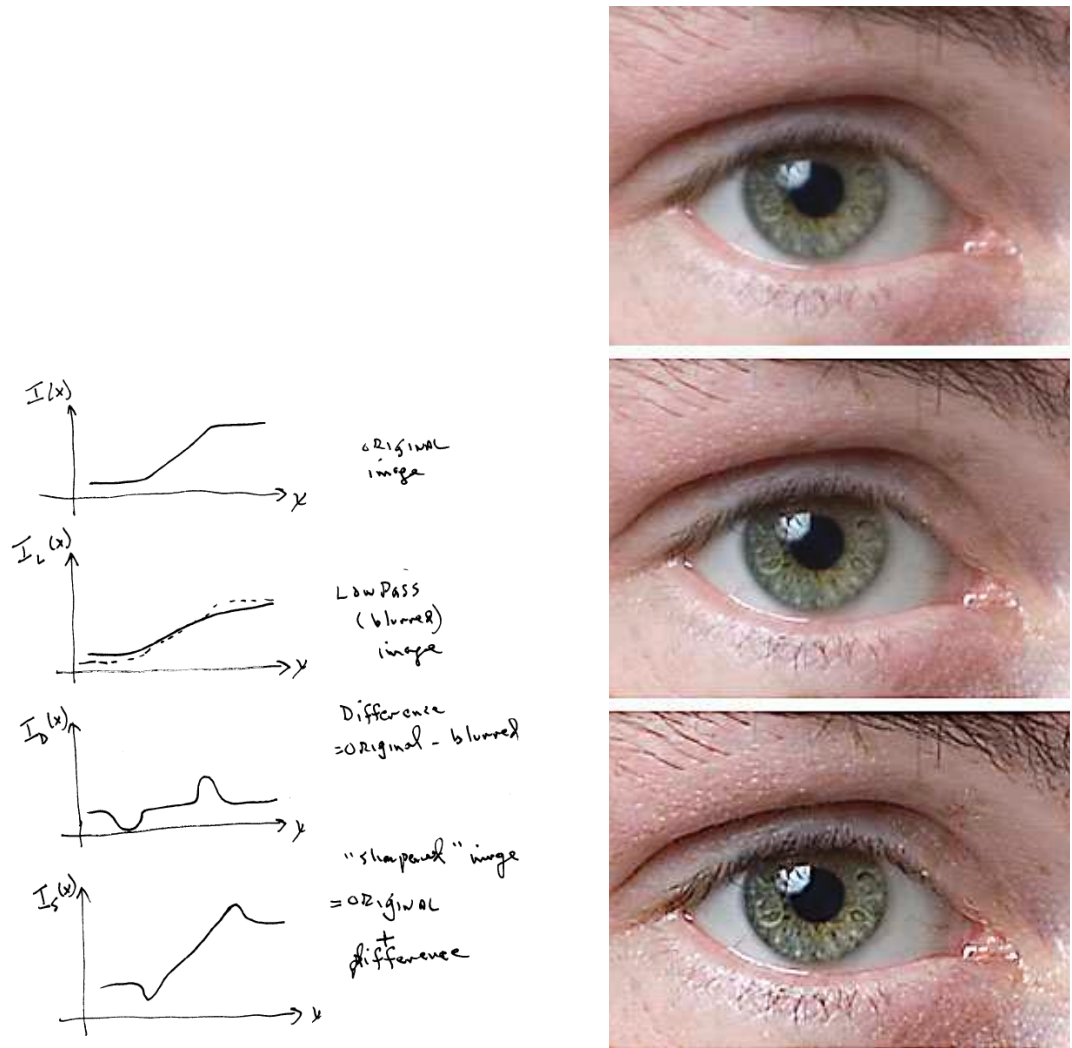 I(x)
ORIGINAL
image
x
I_L(x)
LowPass
(blurred)
image
x
I_D(x)
Difference
=ORIGINAL - blurred
x
"sharpened" image
I_S(x)
=ORIGINAL
+
difference
x